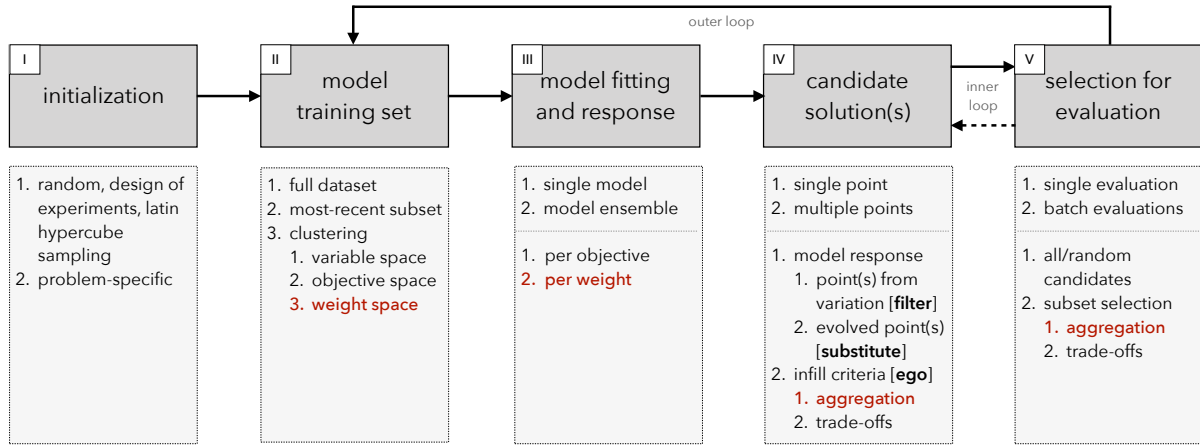 outer loop
I
initialization
II
model
training set
III
model fitting
and response
IV
candidate
solution(s)
inner
loop
V
selection for
evaluation
1. random, design of
experiments, latin
hypercube
sampling
2. problem-specific
1. full dataset
2. most-recent subset
3. clustering
1. variable space
2. objective space
3. weight space
1. single model
2. model ensemble
1. per objective
2. per weight
1. single point
2. multiple points
1. model response
1. point(s) from
variation [filter]
2. evolved point(s)
[substitute]
2. infill criteria [ego]
1. aggregation
2. trade-offs
1. single evaluation
2. batch evaluations
1. all/random
candidates
2. subset selection
1. aggregation
2. trade-offs